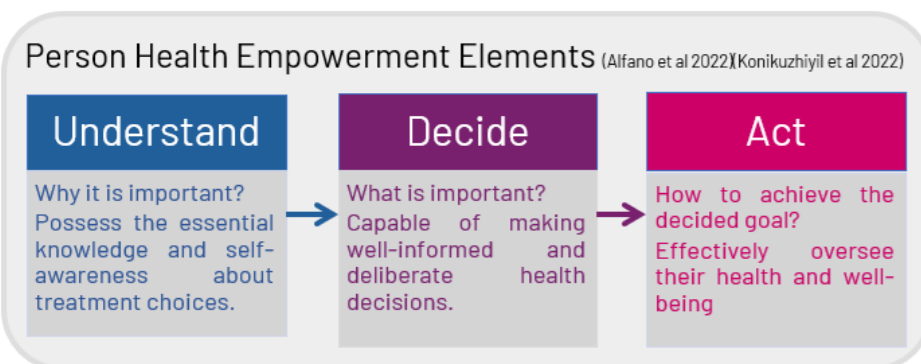 Person Health Empowerment Elements (Alfano et al 2022)(Konikuzhiyil et al 2022)
Understand
Why it is important?
Possess the essential
knowledge and self-
awareness about
treatment choices.
Decide
What is important?
Capable of making
well-informed and
deliberate health
decisions.
Act
How to achieve the
decided goal?
Effectively oversee
their health and well-
being